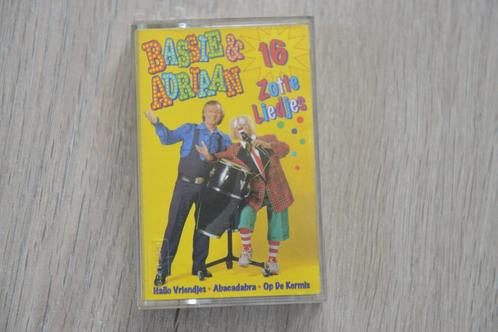 BASSIE &
ADRIAAN
16
Zotte
Liedjes
Hallo Vriendjes • Abacadabra • Op De Kermis